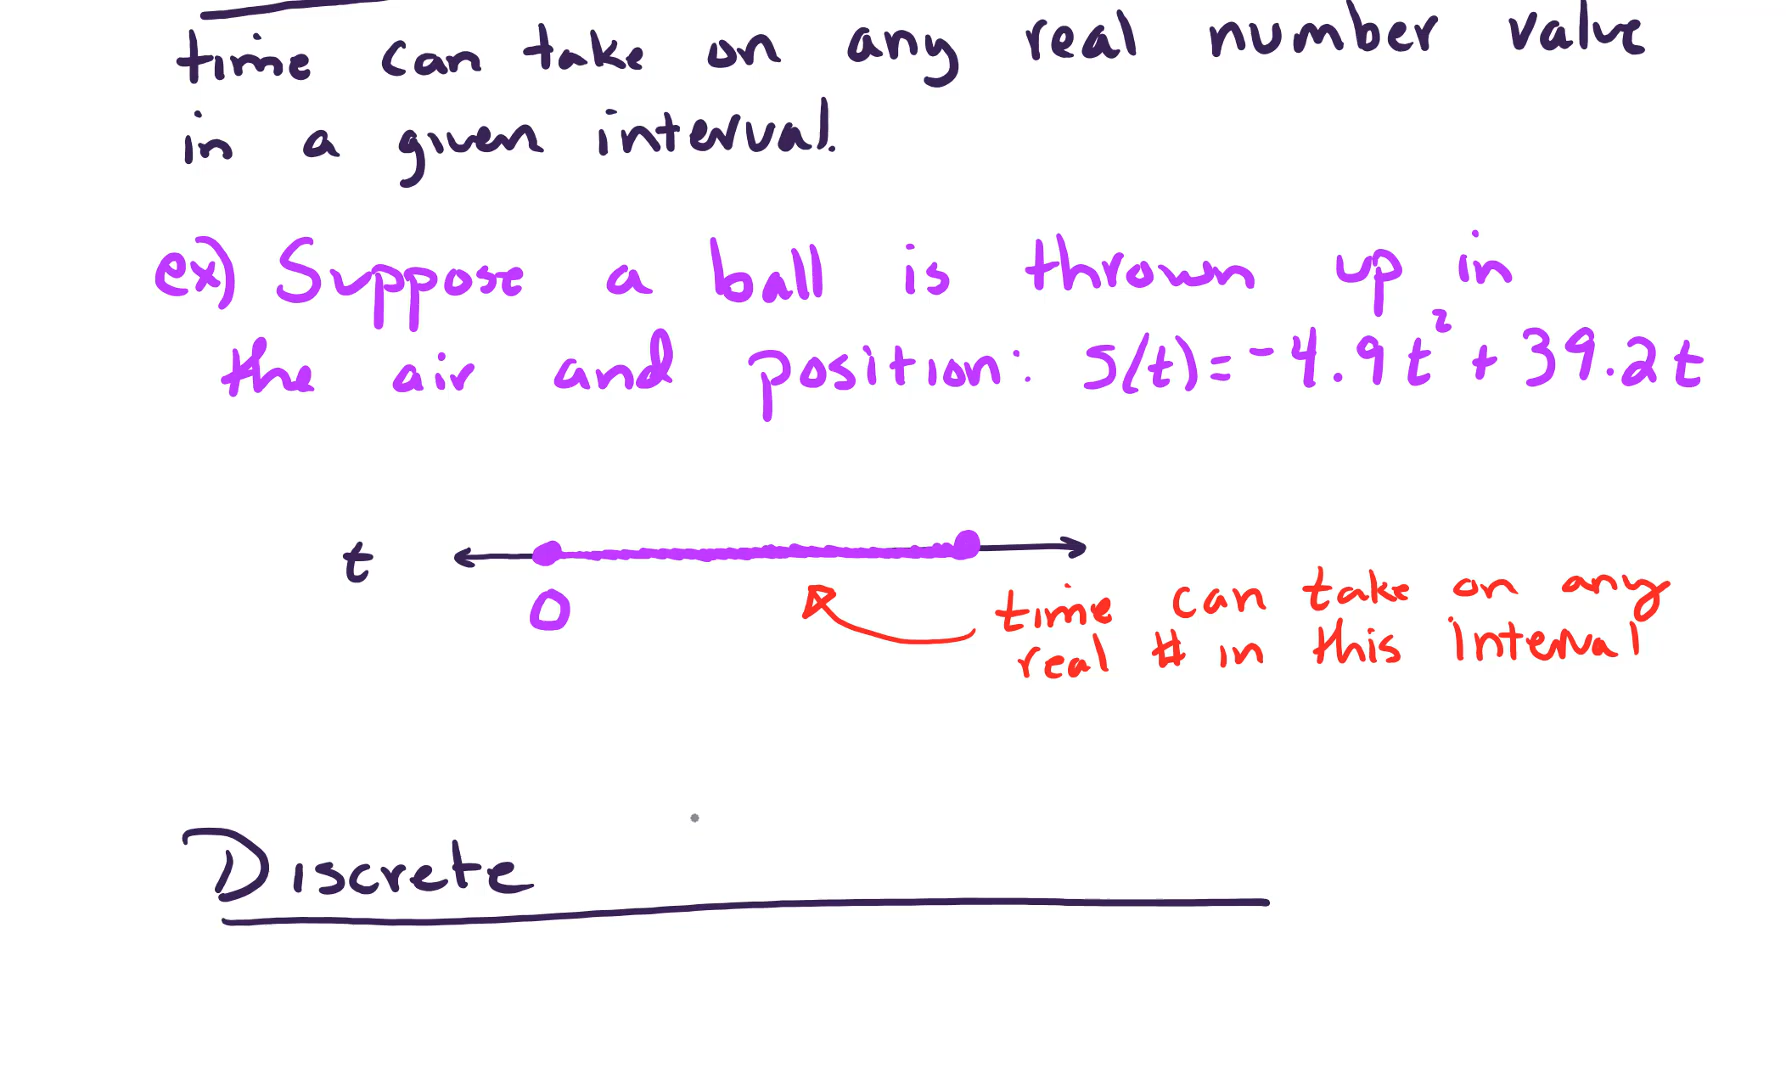 time can take on any real number value
in a given interval.
ex) Suppose a ball is thrown up in
the air and position: s(t) = -4.9t² + 39.2t
t
0
time can take on any
real # in this interval
Discrete